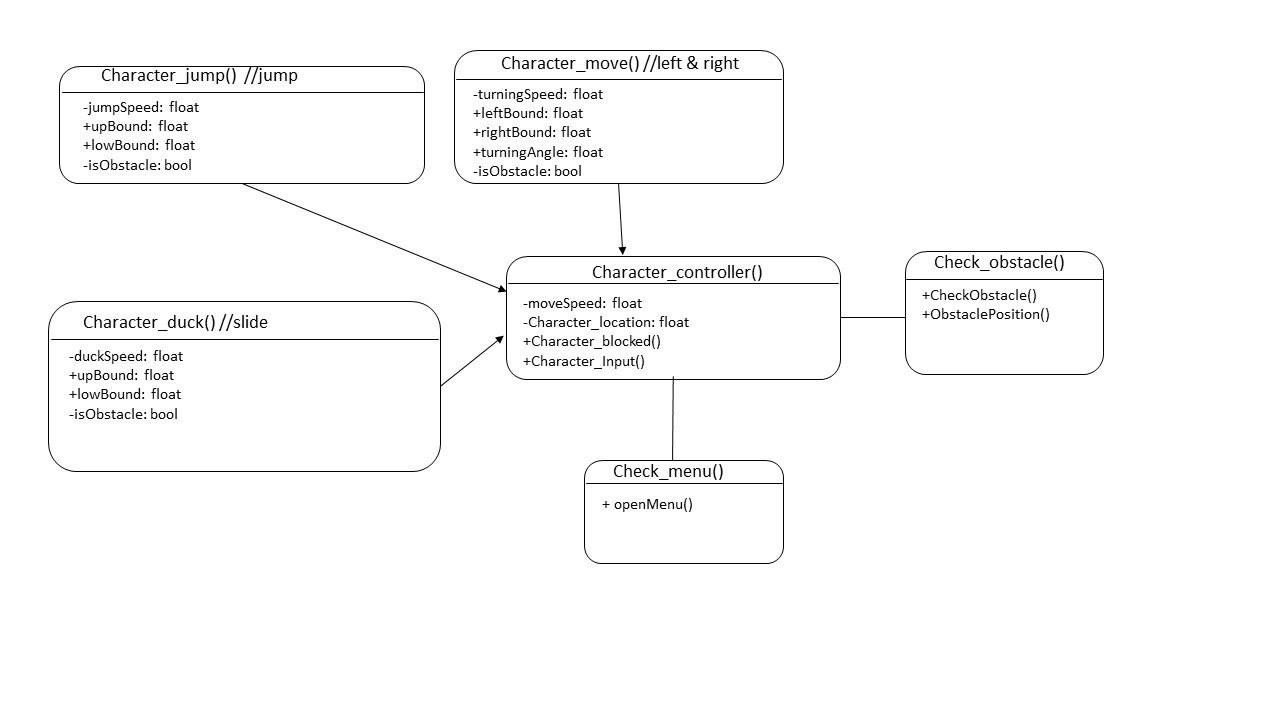 Character_jump() //jump
-jumpSpeed: float
+upBound: float
+lowBound: float
-isObstacle: bool
Character_move() //left & right
-turningSpeed: float
+leftBound: float
+rightBound: float
+turningAngle: float
-isObstacle: bool
Character_controller()
-moveSpeed: float
-Character_location: float
+Character_blocked()
+Character_Input()
Check_obstacle()
+CheckObstacle()
+ObstaclePosition()
Character_duck() //slide
-duckSpeed: float
+upBound: float
+lowBound: float
-isObstacle: bool
Check_menu()
+ openMenu()